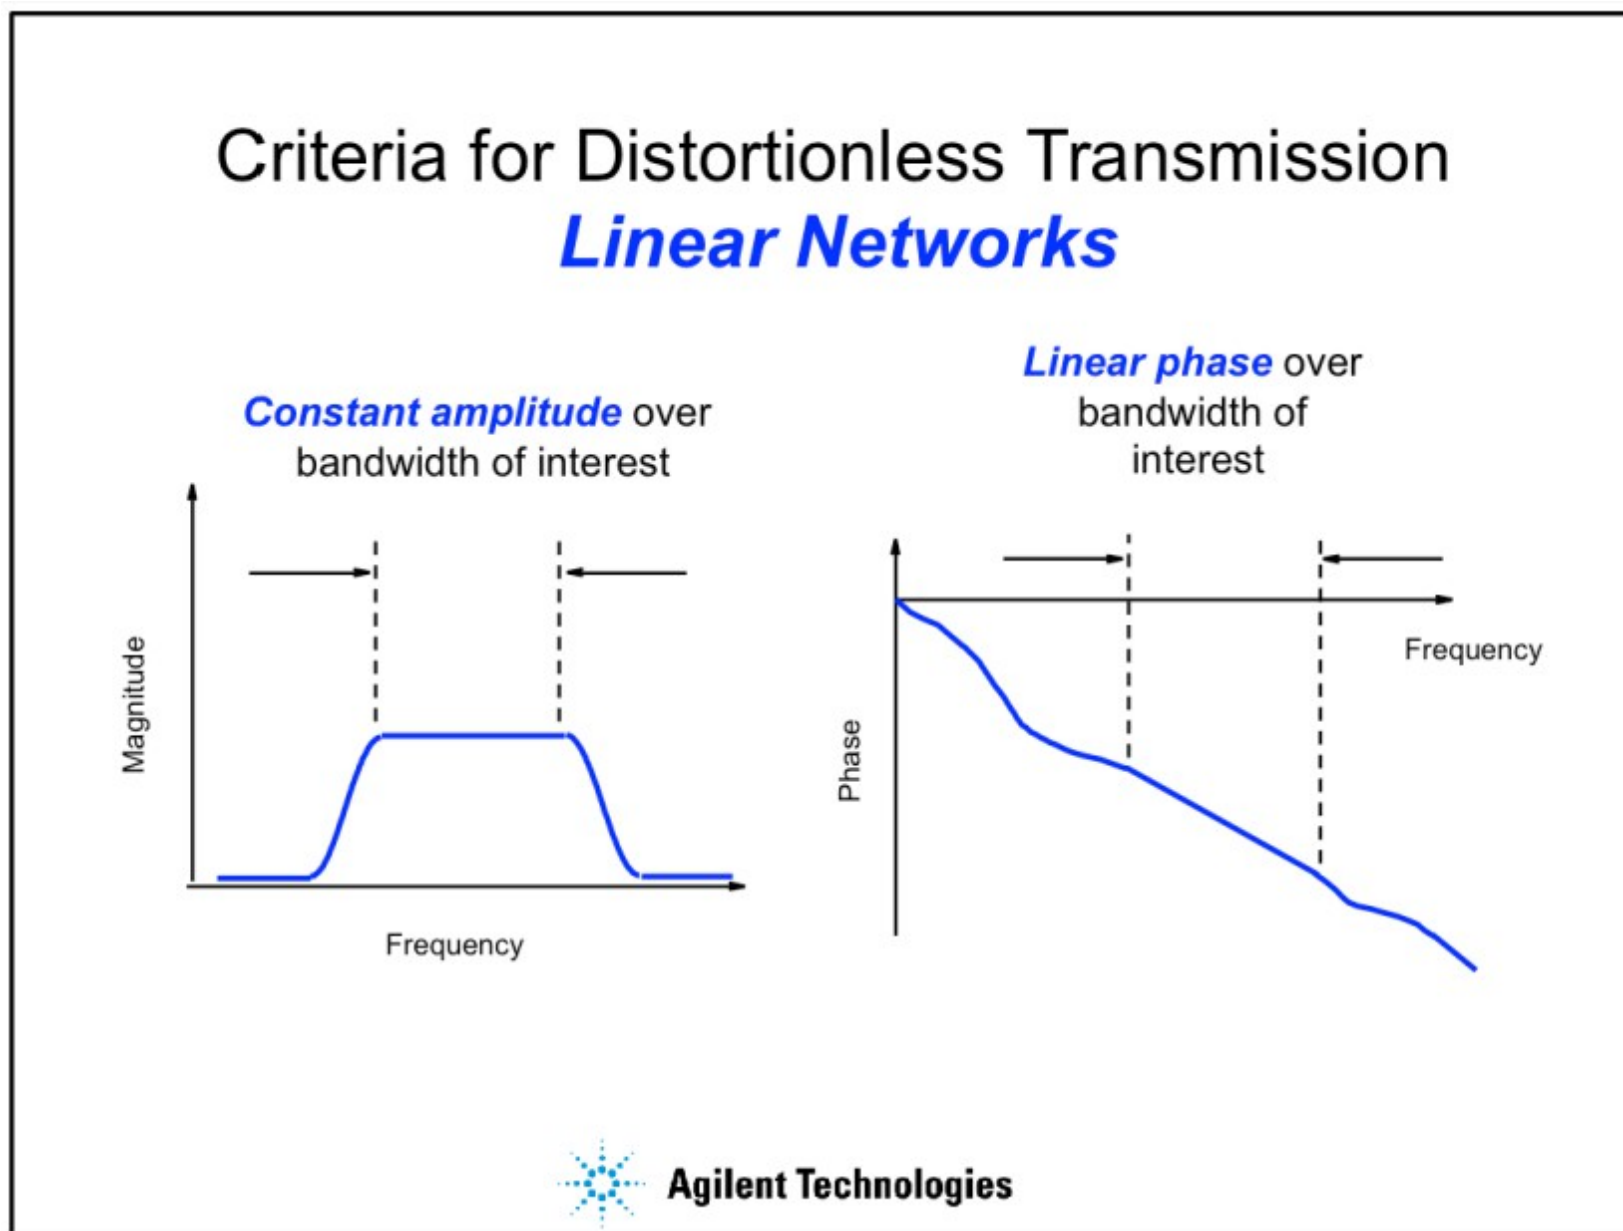 Criteria for Distortionless Transmission
Linear Networks
Constant amplitude over
bandwidth of interest
Magnitude
Frequency
Linear phase over
bandwidth of
interest
Frequency
Phase
Agilent Technologies